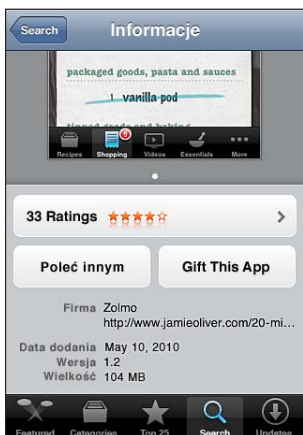 Search
Informacje
packaged goods, pasta and sauces
1 vanilla pod
tinned goods and baking
Recipes Shopping 5 Videos Essentials More
33 Ratings
Poleć innym
Gift This App
Firma Zolmo
http://www.jamieoliver.com/20-mi...
Data dodania May 10, 2010
Wersja 1.2
Wielkość 104 MB
Featured Categories Top 25 Search Updates